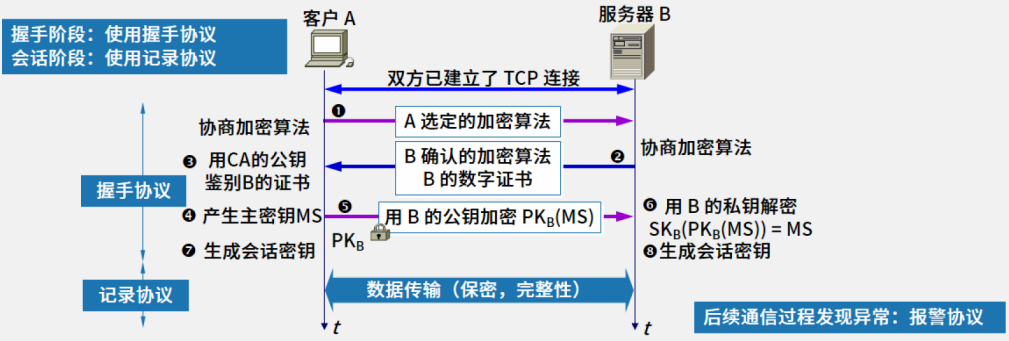 握手阶段：使用握手协议
会话阶段：使用记录协议
客户 A
服务器 B
双方已建立了 TCP 连接
❶
A 选定的加密算法
协商加密算法
❷
协商加密算法
B 确认的加密算法
B 的数字证书
❸ 用CA的公钥
鉴别B的证书
握手协议
❹ 产生主密钥MS
❺
用 B 的公钥加密 PKB(MS)
PKB
❻ 用 B 的私钥解密
SKB(PKB(MS)) = MS
❼ 生成会话密钥
❽生成会话密钥
记录协议
数据传输（保密，完整性）
t
t
后续通信过程发现异常：报警协议